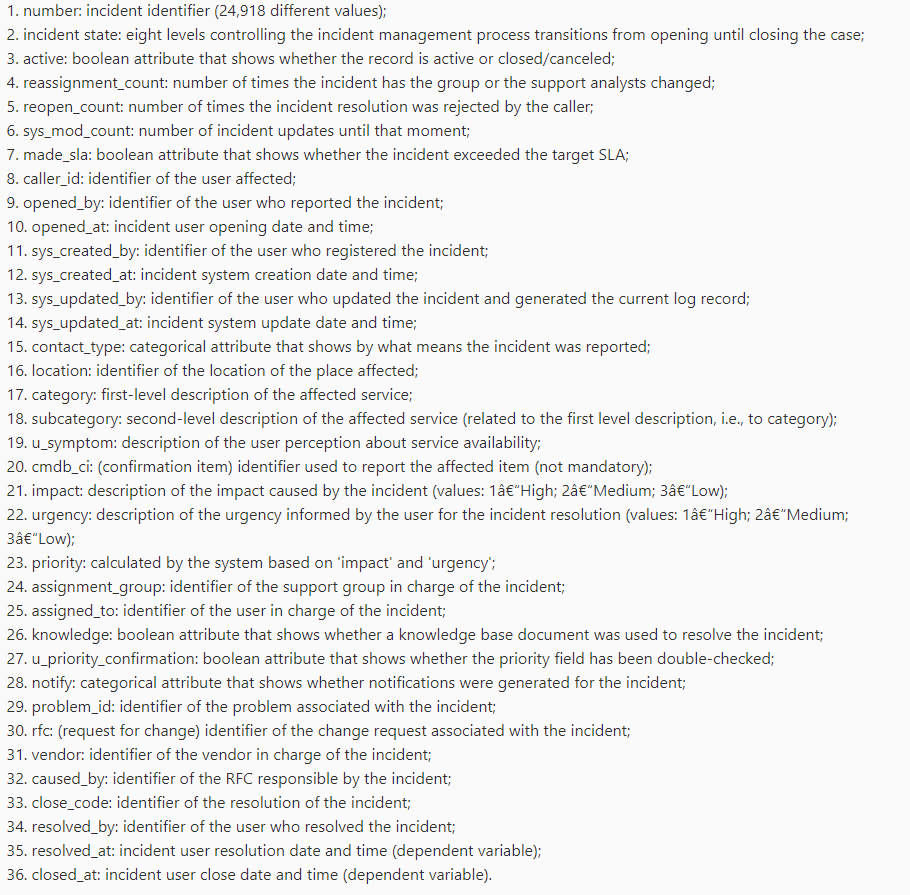 1. number: incident identifier (24,918 different values);
2. incident state: eight levels controlling the incident management process transitions from opening until closing the case;
3. active: boolean attribute that shows whether the record is active or closed/canceled;
4. reassignment_count: number of times the incident has the group or the support analysts changed;
5. reopen_count: number of times the incident resolution was rejected by the caller;
6. sys_mod_count: number of incident updates until that moment;
7. made_sla: boolean attribute that shows whether the incident exceeded the target SLA;
8. caller_id: identifier of the user affected;
9. opened_by: identifier of the user who reported the incident;
10. opened_at: incident user opening date and time;
11. sys_created_by: identifier of the user who registered the incident;
12. sys_created_at: incident system creation date and time;
13. sys_updated_by: identifier of the user who updated the incident and generated the current log record;
14. sys_updated_at: incident system update date and time;
15. contact_type: categorical attribute that shows by what means the incident was reported;
16. location: identifier of the location of the place affected;
17. category: first-level description of the affected service;
18. subcategory: second-level description of the affected service (related to the first level description, i.e., to category);
19. u_symptom: description of the user perception about service availability;
20. cmdb_ci: (confirmation item) identifier used to report the affected item (not mandatory);
21. impact: description of the impact caused by the incident (values: 1â€“High; 2â€“Medium; 3â€“Low);
22. urgency: description of the urgency informed by the user for the incident resolution (values: 1â€“High; 2â€“Medium;
3â€“Low);
23. priority: calculated by the system based on 'impact' and 'urgency';
24. assignment_group: identifier of the support group in charge of the incident;
25. assigned_to: identifier of the user in charge of the incident;
26. knowledge: boolean attribute that shows whether a knowledge base document was used to resolve the incident;
27. u_priority_confirmation: boolean attribute that shows whether the priority field has been double-checked;
28. notify: categorical attribute that shows whether notifications were generated for the incident;
29. problem_id: identifier of the problem associated with the incident;
30. rfc: (request for change) identifier of the change request associated with the incident;
31. vendor: identifier of the vendor in charge of the incident;
32. caused_by: identifier of the RFC responsible by the incident;
33. close_code: identifier of the resolution of the incident;
34. resolved_by: identifier of the user who resolved the incident;
35. resolved_at: incident user resolution date and time (dependent variable);
36. closed_at: incident user close date and time (dependent variable).